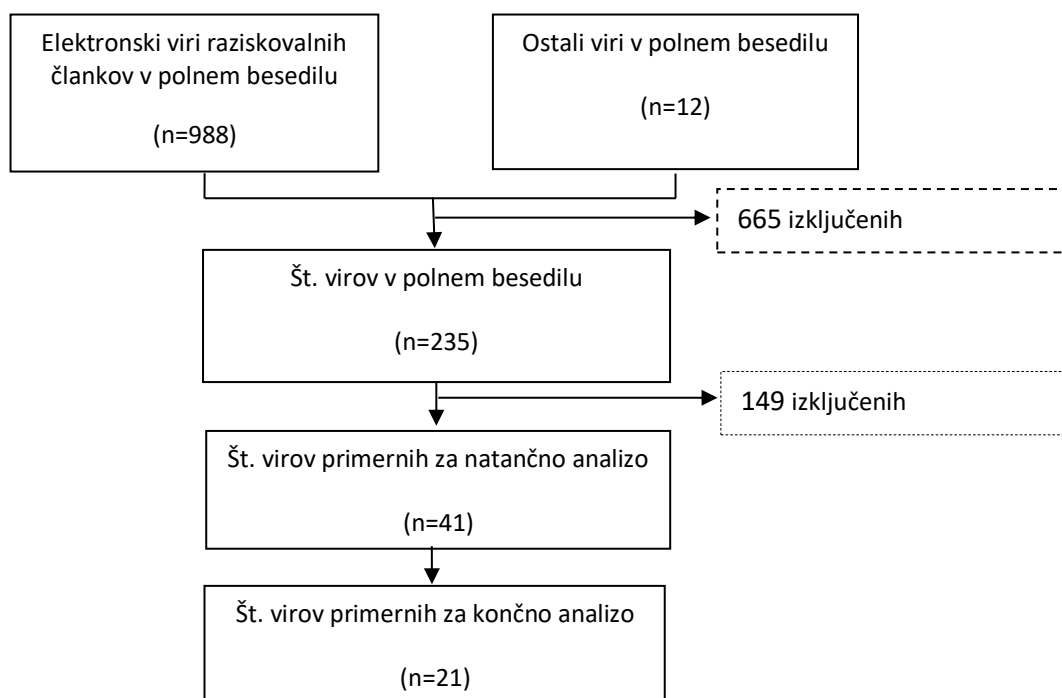 Elektronski viri raziskovalnih
člankov v polnem besedilu
(n=988)
Ostali viri v polnem besedilu
(n=12)
665 izključenih
Št. virov v polnem besedilu
(n=235)
149 izključenih
Št. virov primernih za natančno analizo
(n=41)
Št. virov primernih za končno analizo
(n=21)